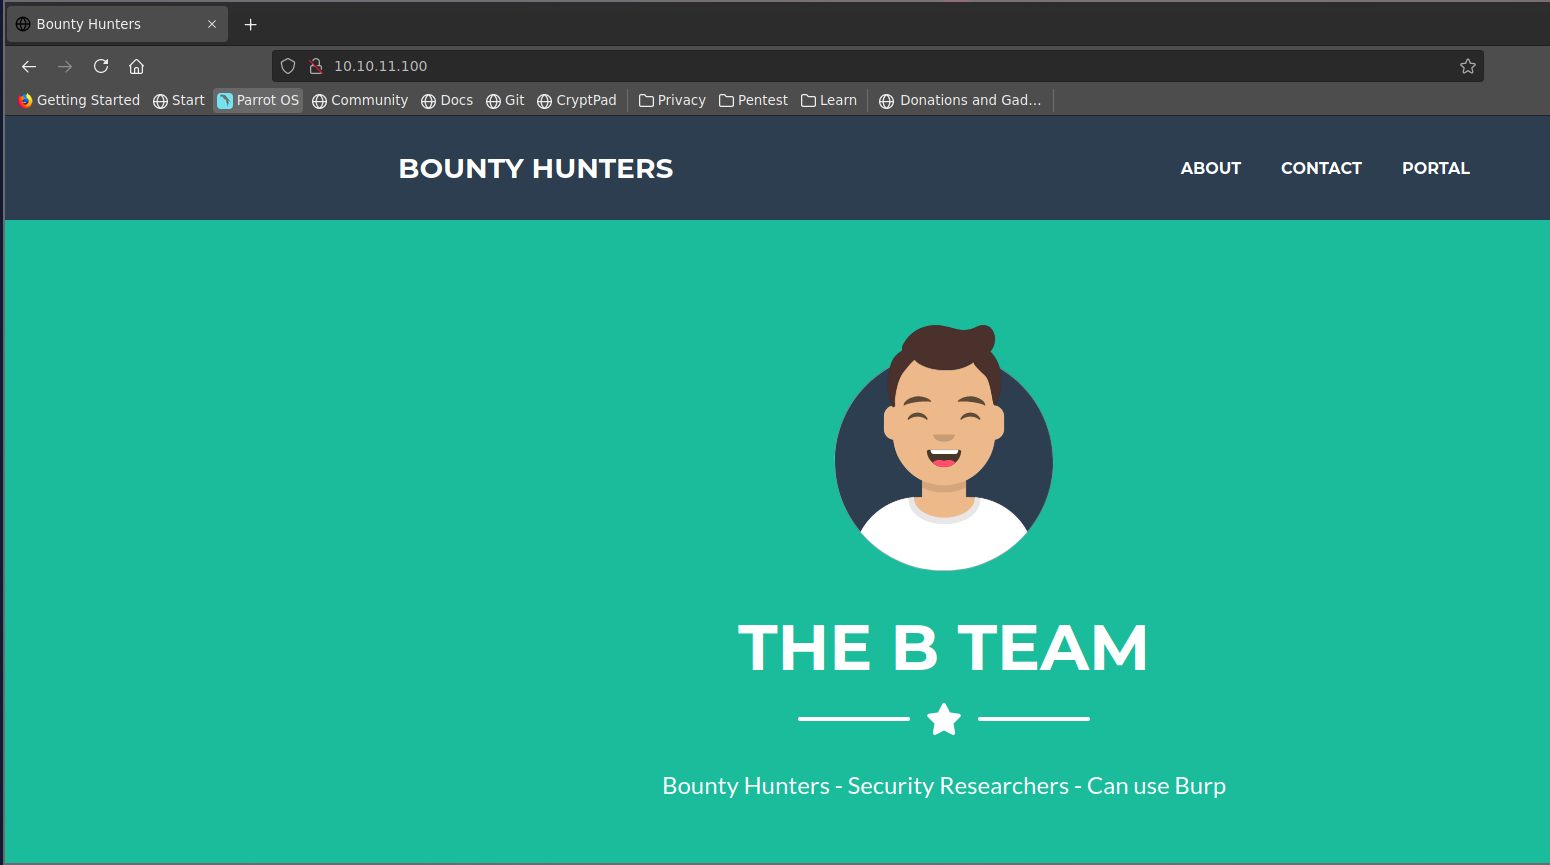 Bounty Hunters
10.10.11.100
Getting Started Start Parrot OS Community Docs Git CryptPad Privacy Pentest Learn Donations and Gad...
BOUNTY HUNTERS ABOUT CONTACT PORTAL
THE B TEAM
Bounty Hunters - Security Researchers - Can use Burp